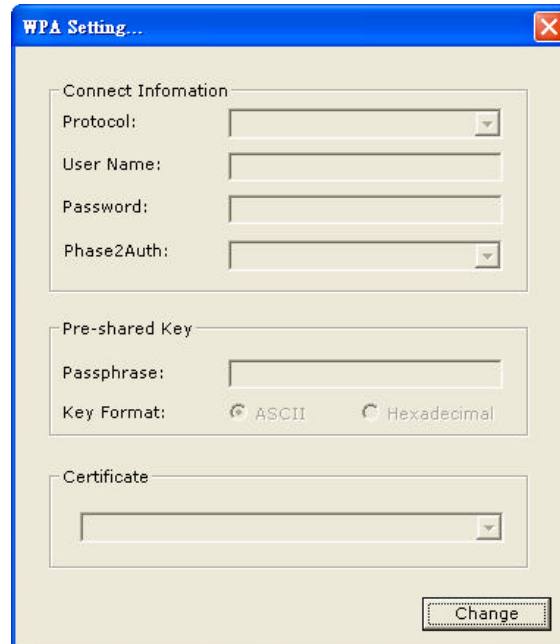 WPA Setting...
Connect Infomation
Protocol:
User Name:
Password:
Phase2Auth:
Pre-shared Key
Passphrase:
Key Format: ASCII Hexadecimal
Certificate
Change